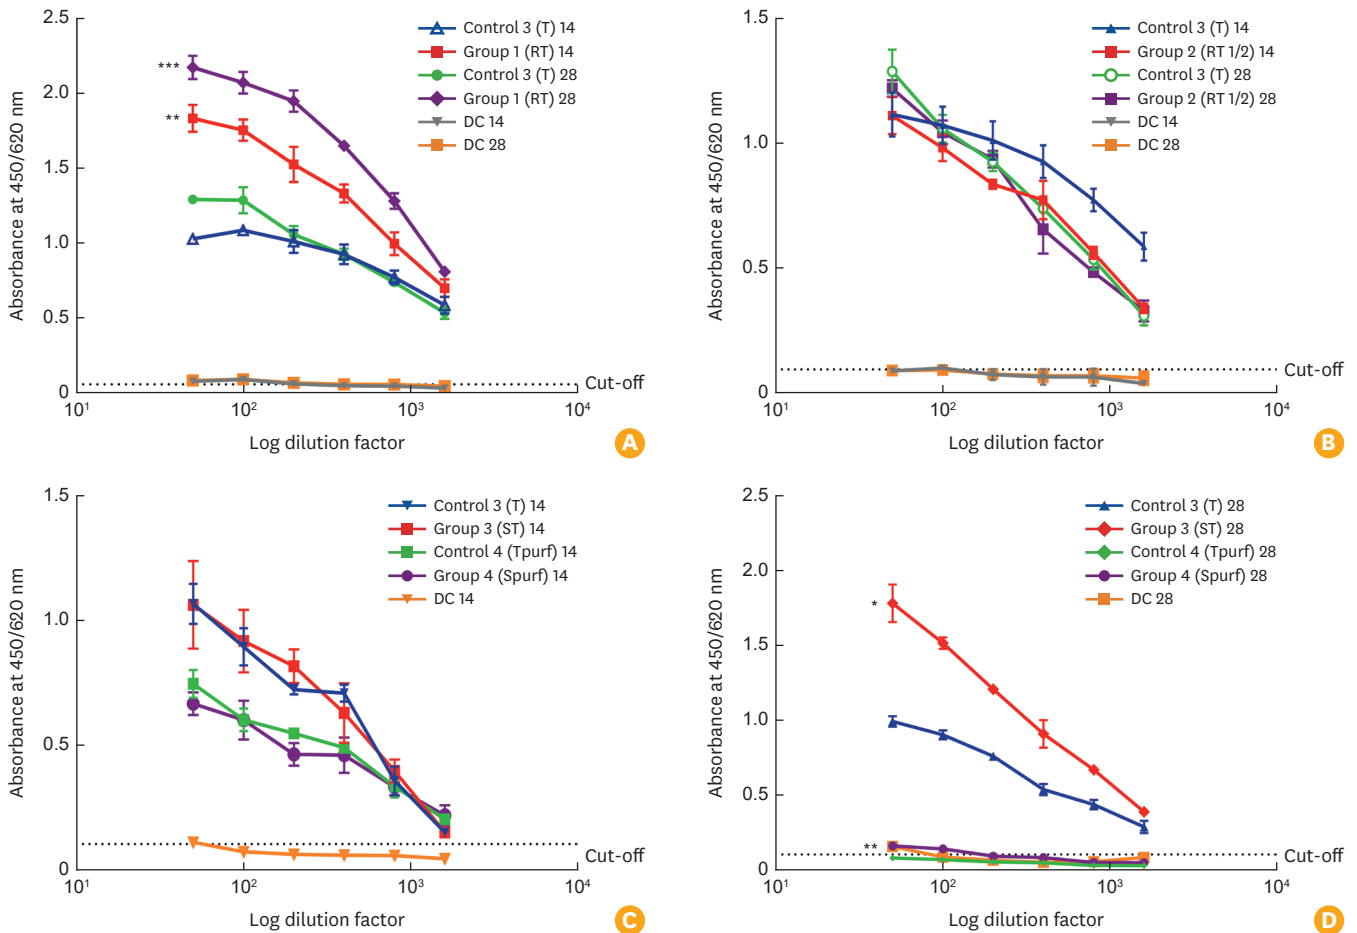 Absorbance at 450/620 nm
2.5
2.0
1.5
1.0
0.5
0
***
**
Control 3 (T) 14
Group 1 (RT) 14
Control 3 (T) 28
Group 1 (RT) 28
DC 14
DC 28
Cut-off
10¹ 10² 10³ 10⁴
Log dilution factor
A
Absorbance at 450/620 nm
1.5
1.0
0.5
0
Control 3 (T) 14
Group 2 (RT 1/2) 14
Control 3 (T) 28
Group 2 (RT 1/2) 28
DC 14
DC 28
Cut-off
10¹ 10² 10³ 10⁴
Log dilution factor
B
Absorbance at 450/620 nm
1.5
1.0
0.5
0
Control 3 (T) 14
Group 3 (ST) 14
Control 4 (Tpurf) 14
Group 4 (Spurf) 14
DC 14
Cut-off
10¹ 10² 10³ 10⁴
Log dilution factor
C
Absorbance at 450/620 nm
2.5
2.0
1.5
1.0
0.5
0
*
**
Control 3 (T) 28
Group 3 (ST) 28
Control 4 (Tpurf) 28
Group 4 (Spurf) 28
DC 28
Cut-off
10¹ 10² 10³ 10⁴
Log dilution factor
D